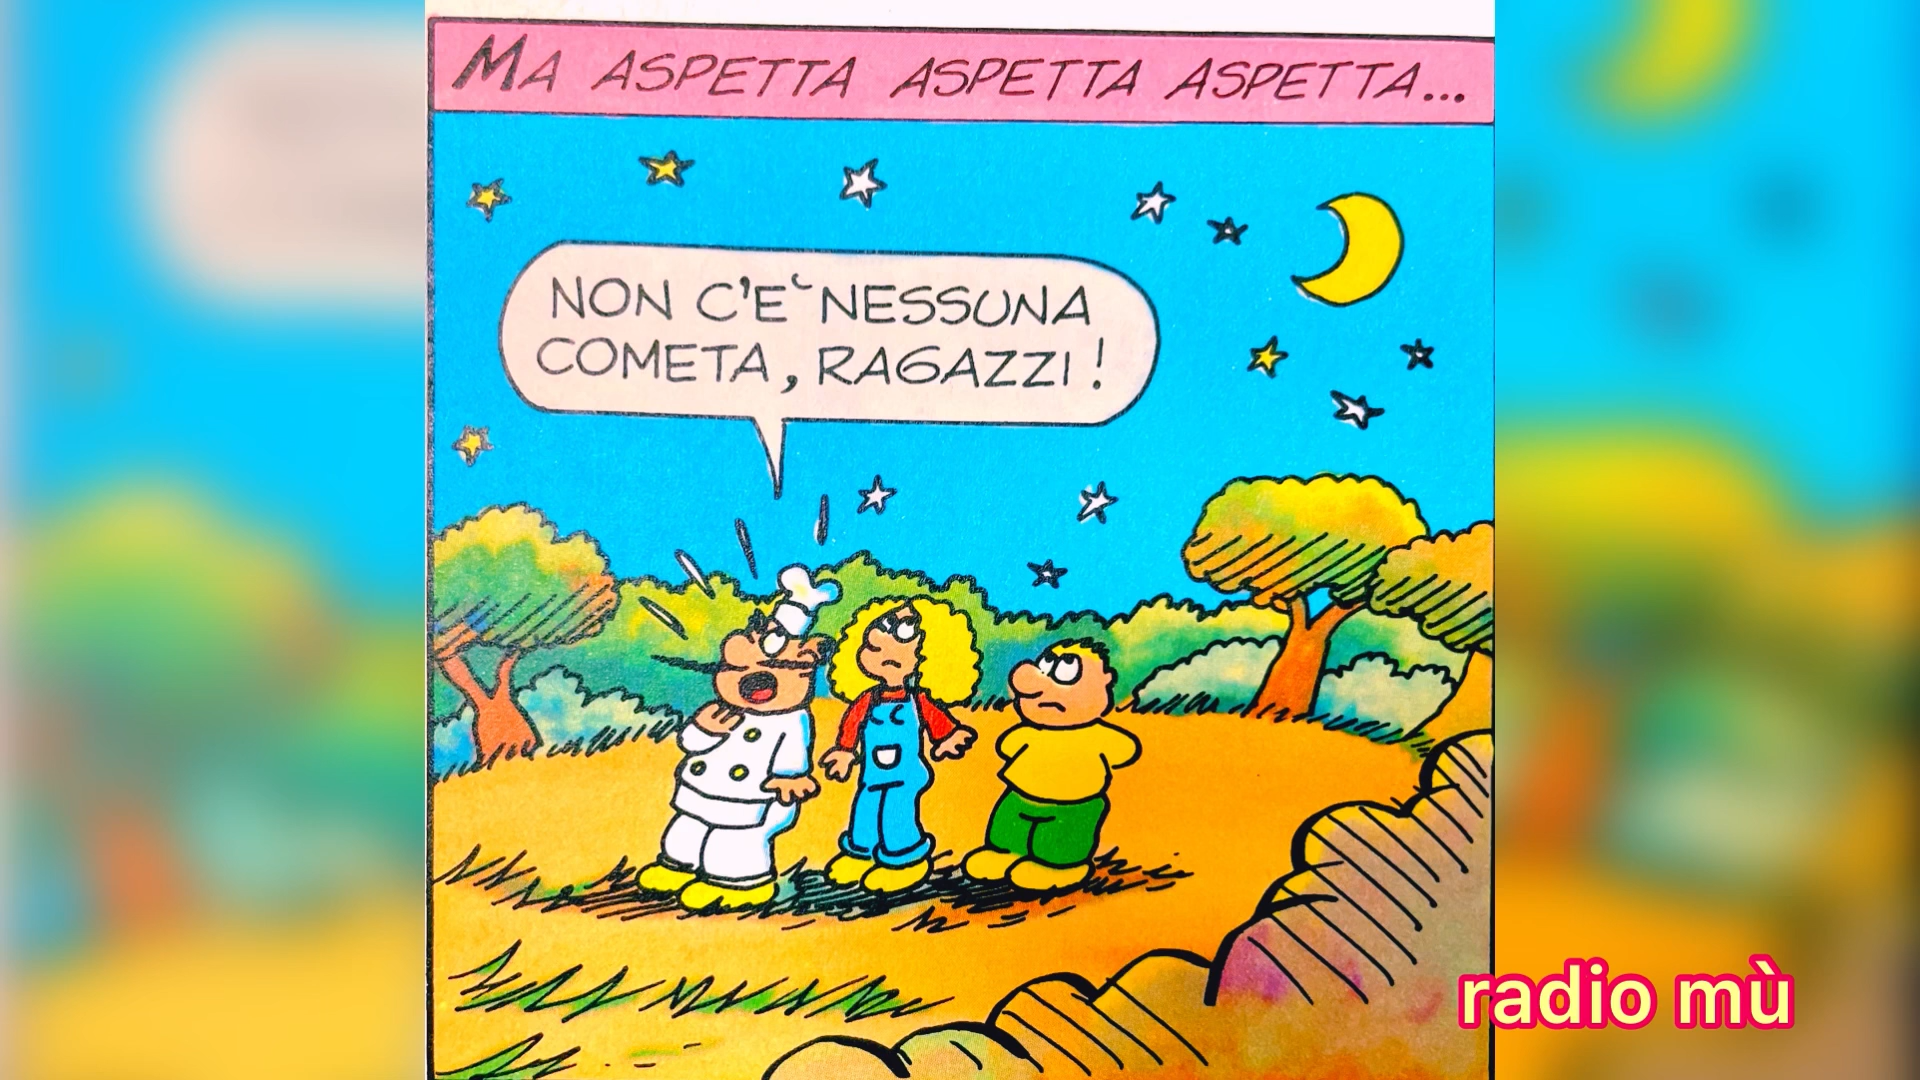 MA ASPETTA ASPETTA ASPETTA...
NON C'E' NESSUNA
COMETA, RAGAZZI!
radio mù